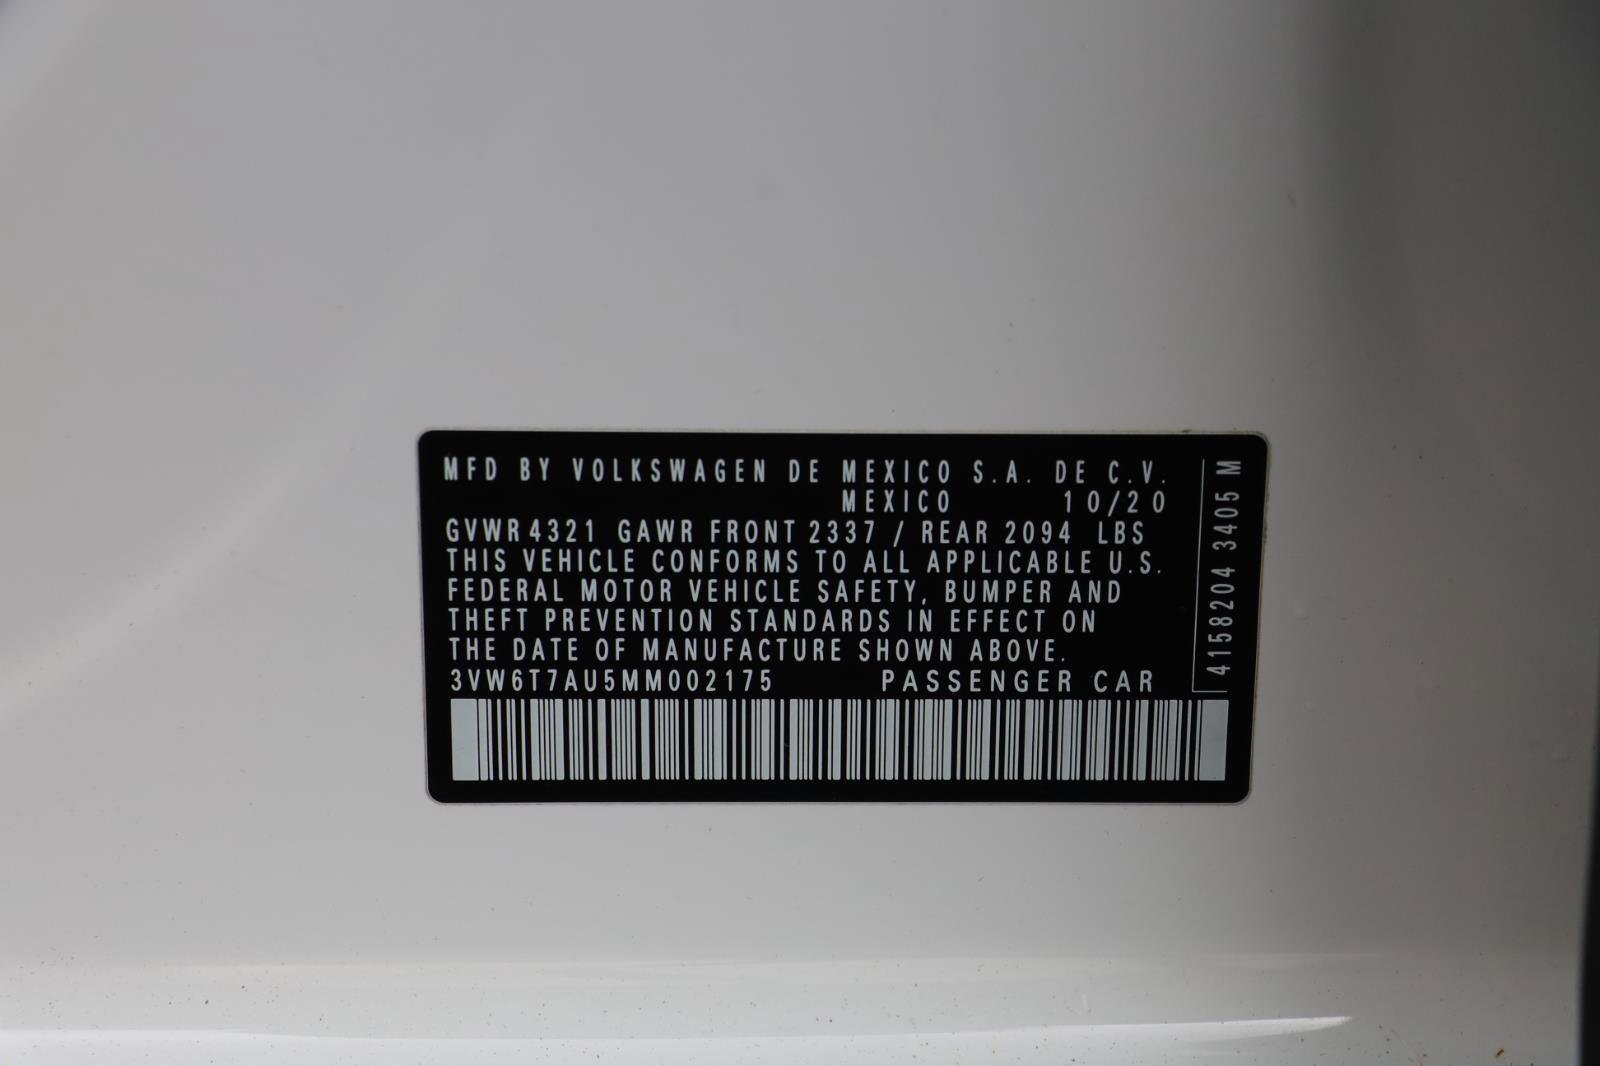 MFD BY VOLKSWAGEN DE MEXICO S.A. DE C.V.
MEXICO 10/20
GVWR 4321 GAWR FRONT 2337 / REAR 2094 LBS
THIS VEHICLE CONFORMS TO ALL APPLICABLE U.S.
FEDERAL MOTOR VEHICLE SAFETY, BUMPER AND
THEFT PREVENTION STANDARDS IN EFFECT ON
THE DATE OF MANUFACTURE SHOWN ABOVE.
3VW6T7AU5MM002175 PASSENGER CAR
4158204 3405 M